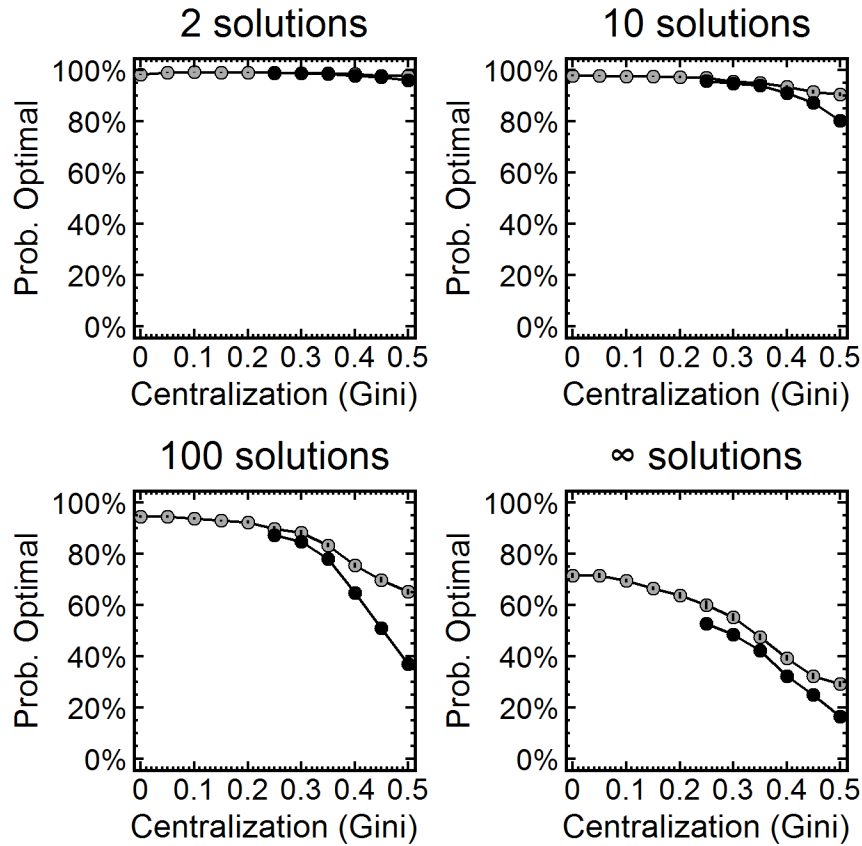 2 solutions
100%
80%
60%
40%
20%
0%
Prob. Optimal
0 0.1 0.2 0.3 0.4 0.5
Centralization (Gini)
10 solutions
100%
80%
60%
40%
20%
0%
Prob. Optimal
0 0.1 0.2 0.3 0.4 0.5
Centralization (Gini)
100 solutions
100%
80%
60%
40%
20%
0%
Prob. Optimal
0 0.1 0.2 0.3 0.4 0.5
Centralization (Gini)
∞ solutions
100%
80%
60%
40%
20%
0%
Prob. Optimal
0 0.1 0.2 0.3 0.4 0.5
Centralization (Gini)